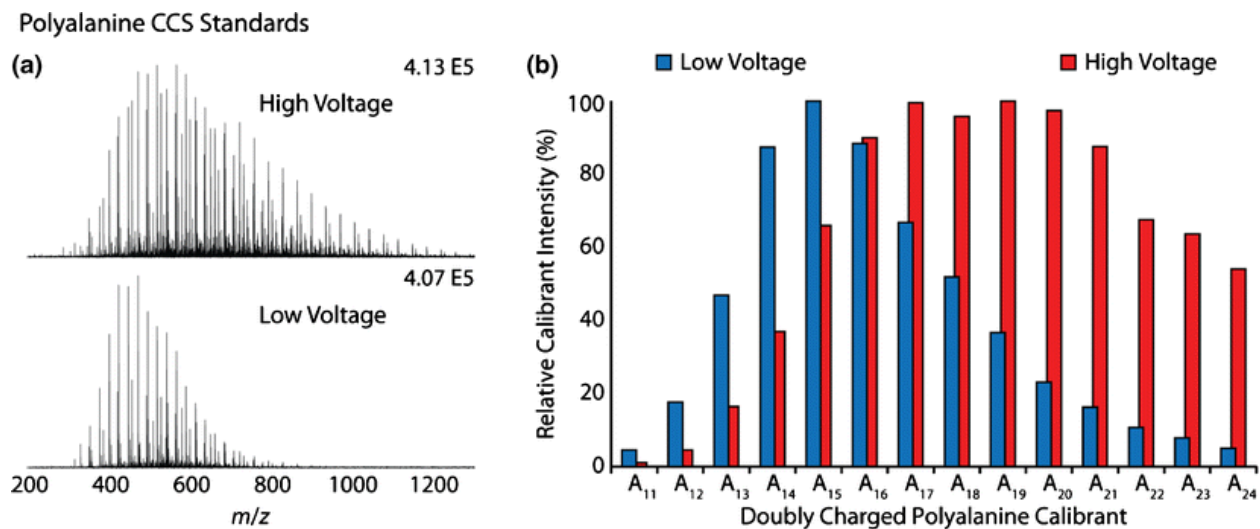 Polyalanine CCS Standards
(a)
4.13 E5
High Voltage
4.07 E5
Low Voltage
200 400 600 800 1000 1200
m/z
(b)
Low Voltage
High Voltage
Relative Calibrant Intensity (%)
100
80
60
40
20
0
A11 A12 A13 A14 A15 A16 A17 A18 A19 A20 A21 A22 A23 A24
Doubly Charged Polyalanine Calibrant